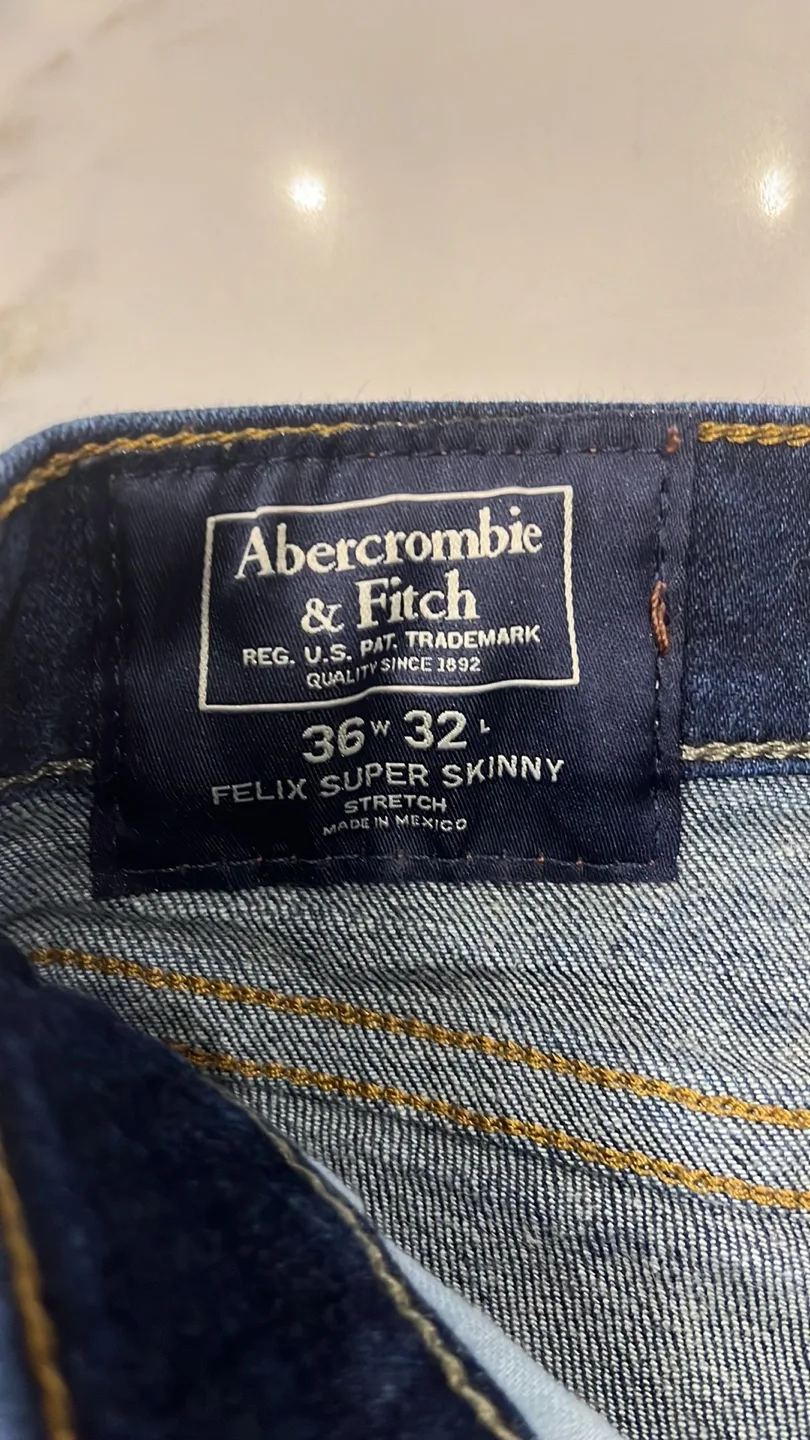 Abercrombie
& Fitch
REG. U.S. PAT. TRADEMARK
QUALITY SINCE 1892
36 W 32 L
FELIX SUPER SKINNY
STRETCH
MADE IN MEXICO